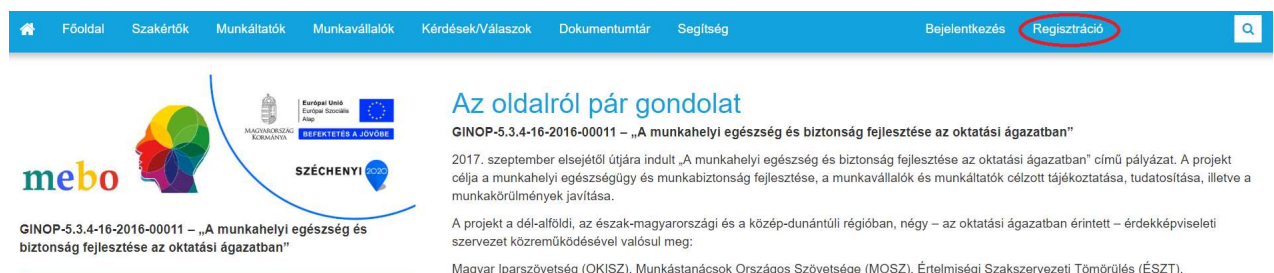 Főoldal Szakértők Munkáltatók Munkavállalók Kérdések/Válaszok Dokumentumtár Segítség Bejelentkezés Regisztráció
mebo
MAGYARORSZÁG
KORMÁNYA
Európai Unió
Európai Szociális
Alap
BEFEKTETÉS A JÖVŐBE
SZÉCHENYI 2020
GINOP-5.3.4-16-2016-00011 – „A munkahelyi egészség és
biztonság fejlesztése az oktatási ágazatban”
Az oldalról pár gondolat
GINOP-5.3.4-16-2016-00011 – „A munkahelyi egészség és biztonság fejlesztése az oktatási ágazatban”
2017. szeptember elsejétől útjára indult „A munkahelyi egészség és biztonság fejlesztése az oktatási ágazatban” című pályázat. A projekt
célja a munkahelyi egészségügy és munkabiztonság fejlesztése, a munkavállalók és munkáltatók célzott tájékoztatása, tudatosítása, illetve a
munkakörülmények javítása.
A projekt a dél-alföldi, az észak-magyarországi és a közép-dunántúli régióban, négy – az oktatási ágazatban érintett – érdekképviseleti
szervezet közreműködésével valósul meg:
Magyar Iparszövetség (OKISZ), Munkástanácsok Országos Szövetsége (MOSZ), Értelmiségi Szakszervezeti Tömörülés (ÉSZT),